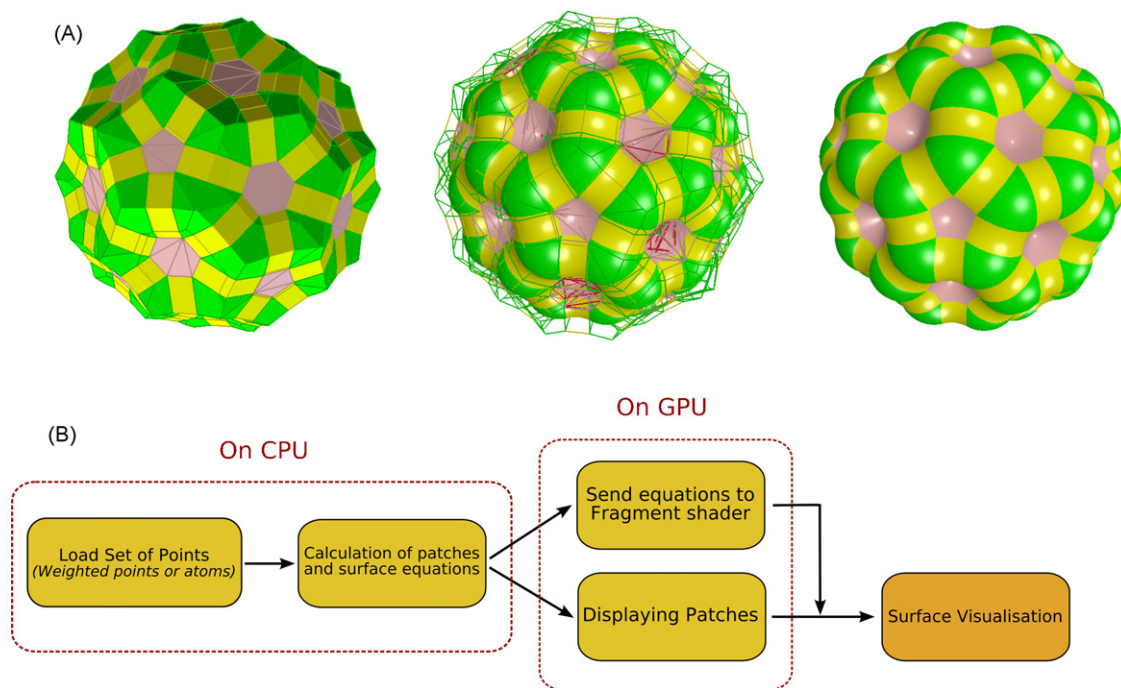 (A)
(B)
On CPU
On GPU
Load Set of Points
(Weighted points or atoms)
Calculation of patches
and surface equations
Send equations to
Fragment shader
Displaying Patches
Surface Visualisation